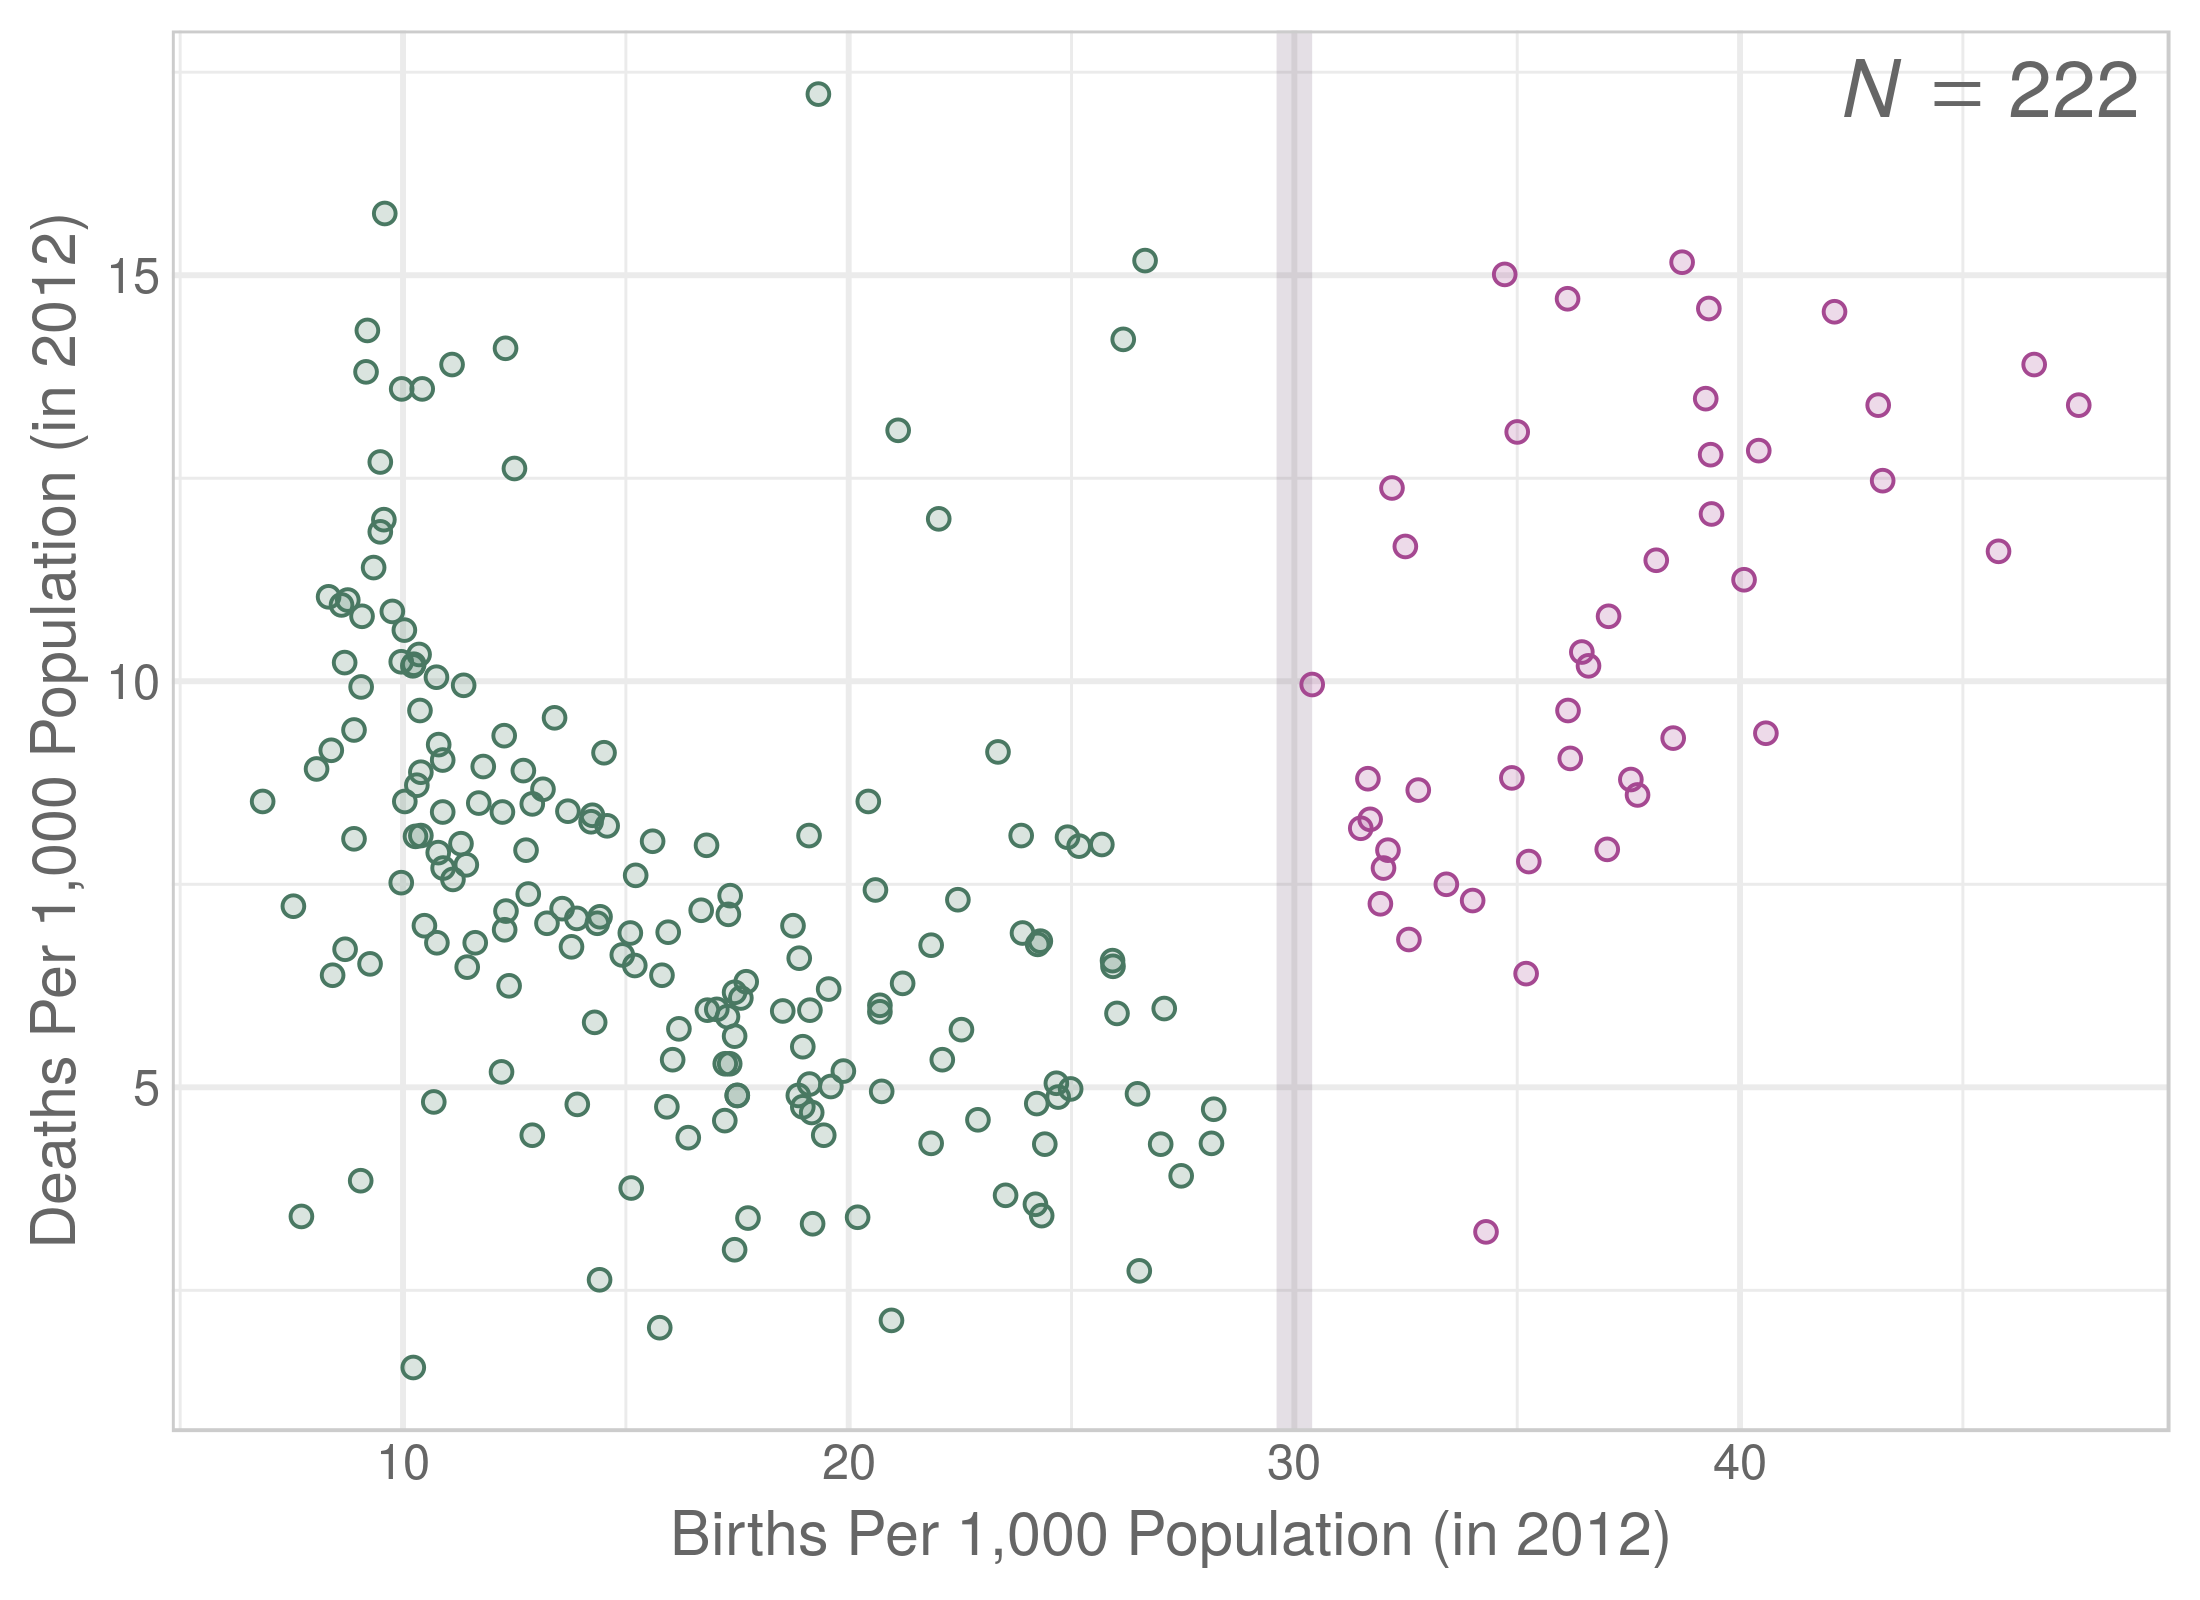 N = 222
Deaths Per 1,000 Population (in 2012)
15
10
5
10 20 30 40
Births Per 1,000 Population (in 2012)